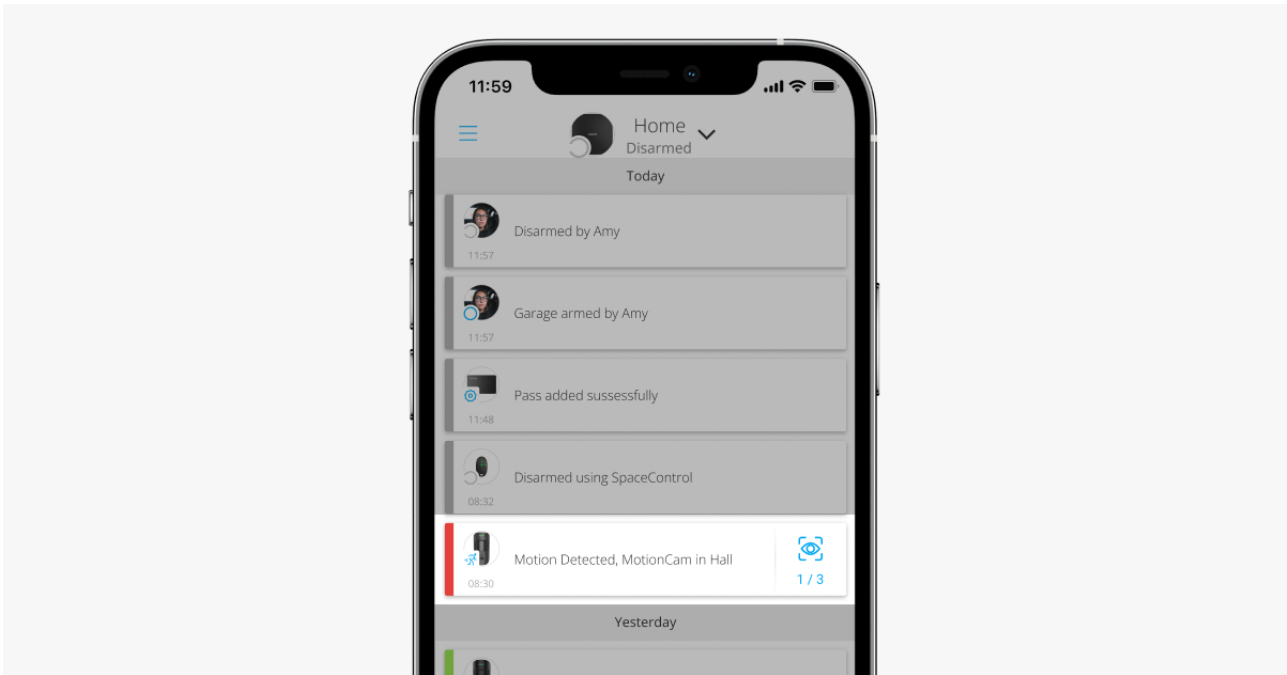 11:59
Home
Disarmed
Today
Disarmed by Amy
11:57
Garage armed by Amy
11:57
Pass added sussessfully
11:48
Disarmed using SpaceControl
08:32
Motion Detected, MotionCam in Hall
08:30
1 / 3
Yesterday